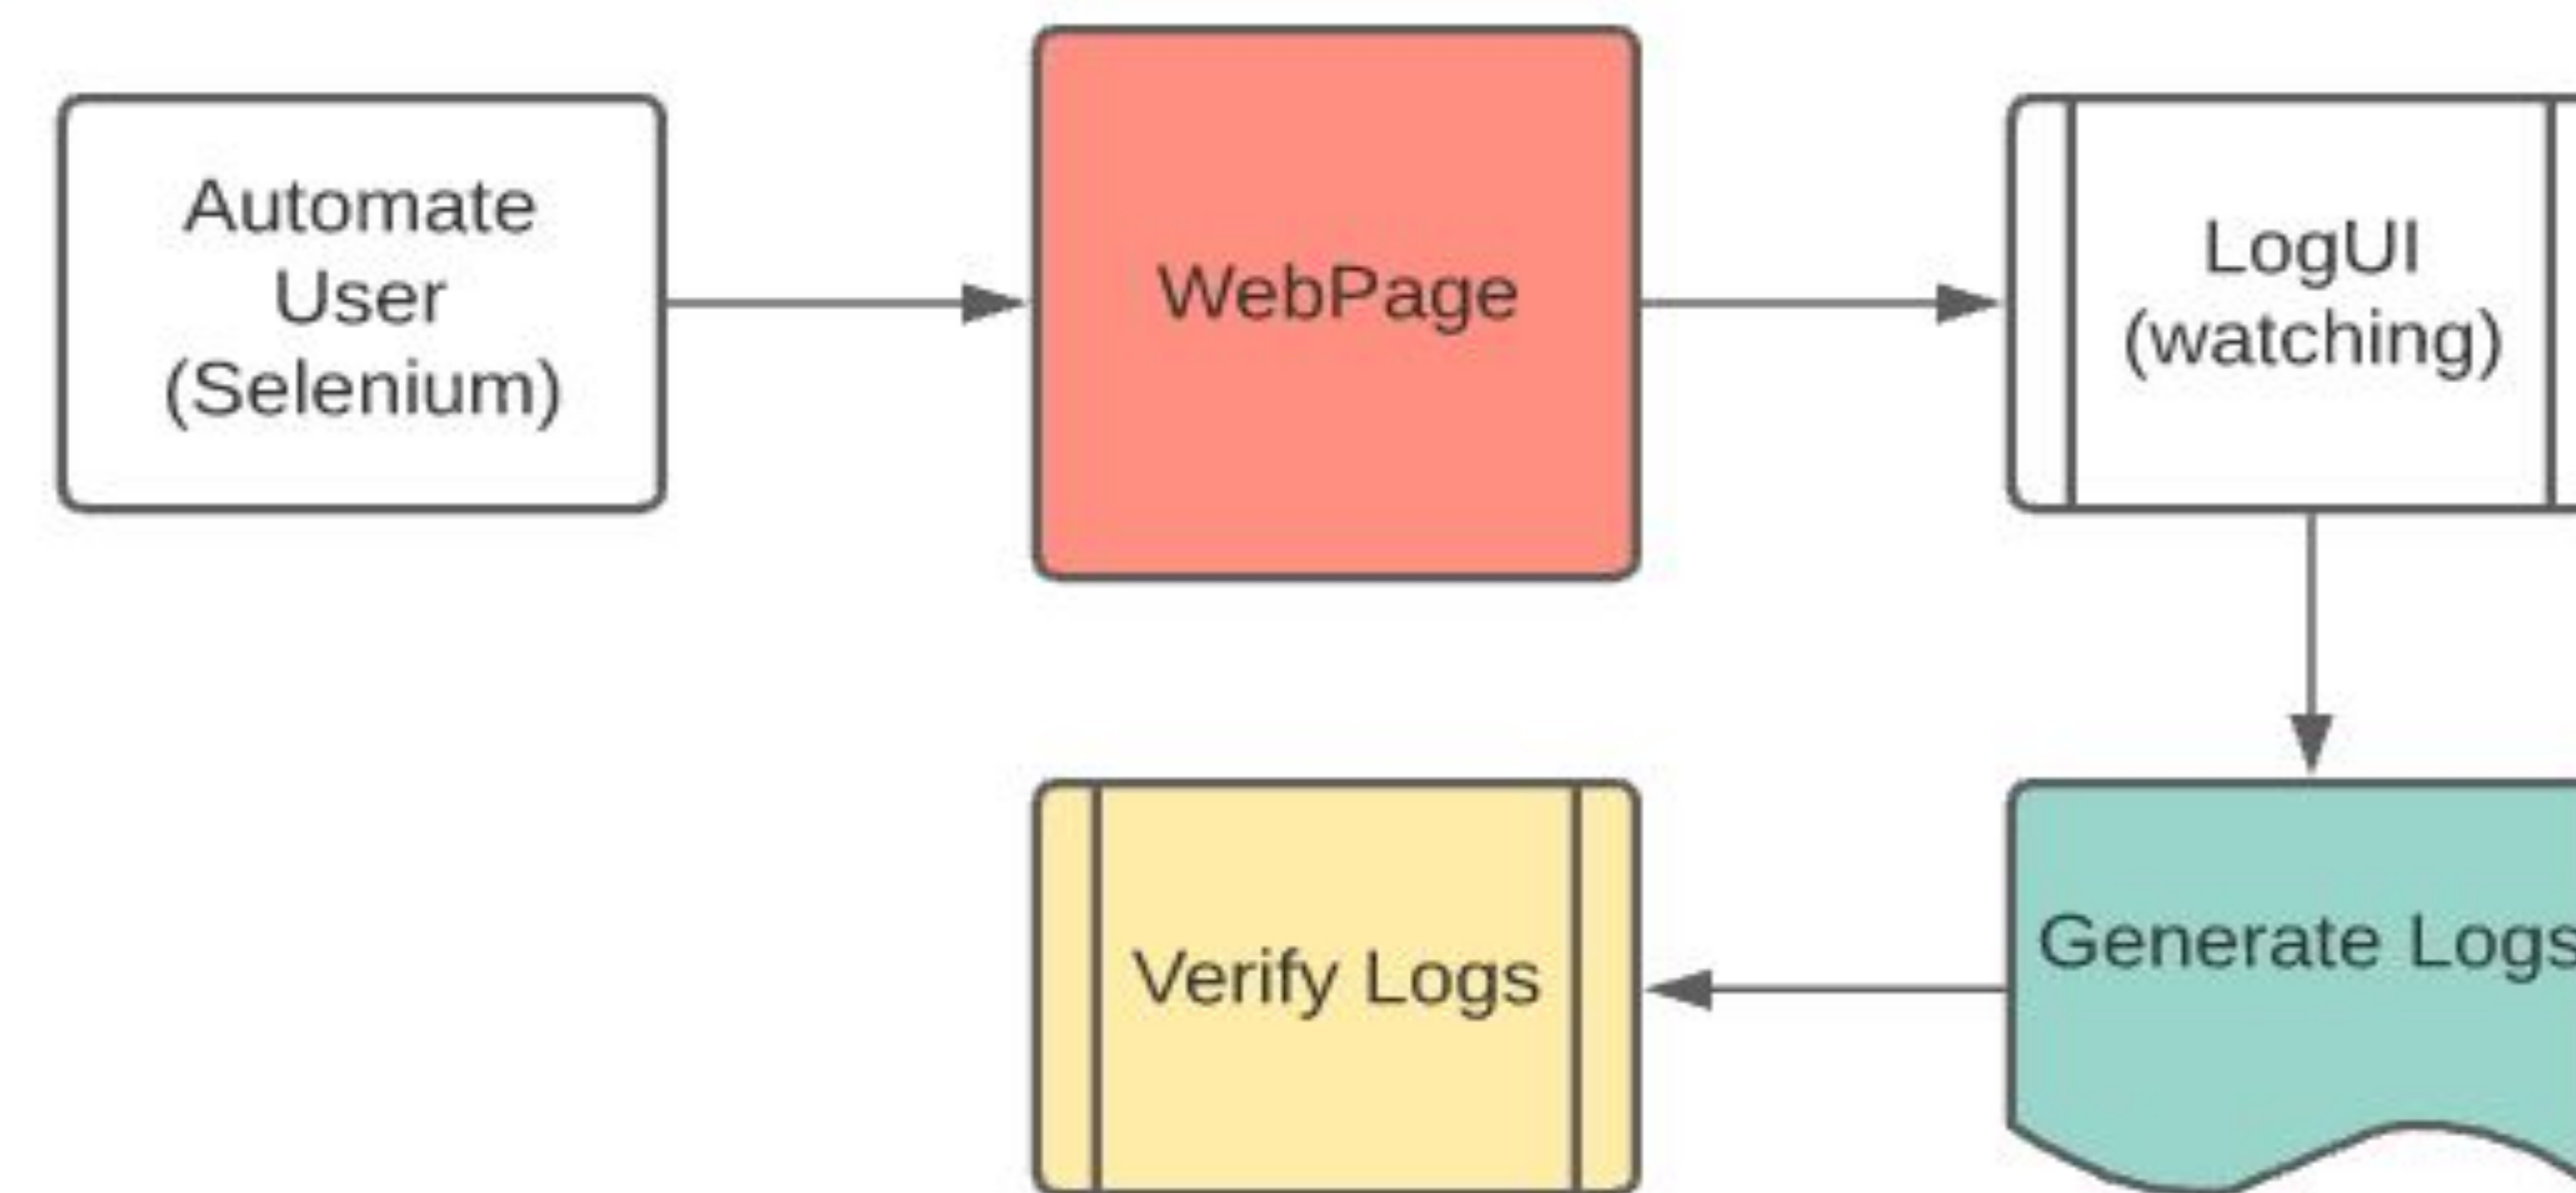 Automate
User
(Selenium)
WebPage
LogUI
(watching)
Verify Logs
Generate Logs